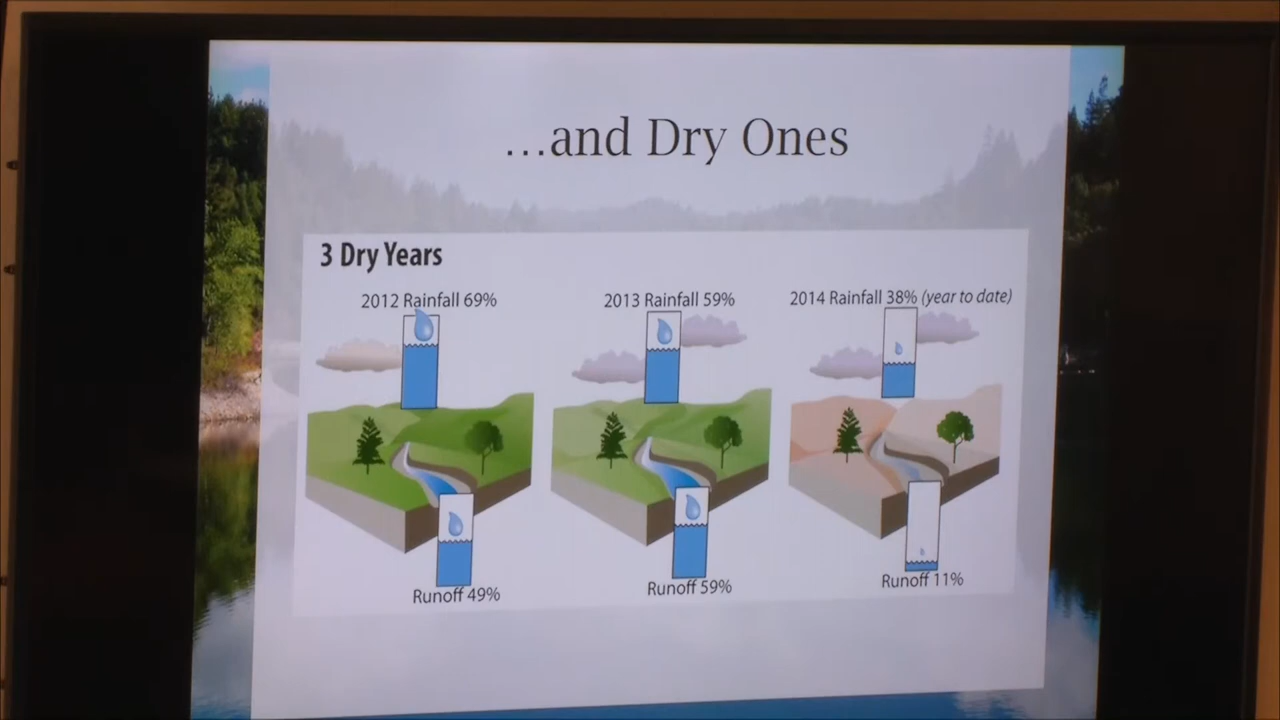 ...and Dry Ones
3 Dry Years
2012 Rainfall 69%
2013 Rainfall 59%
2014 Rainfall 38% (year to date)
Runoff 49%
Runoff 59%
Runoff 11%